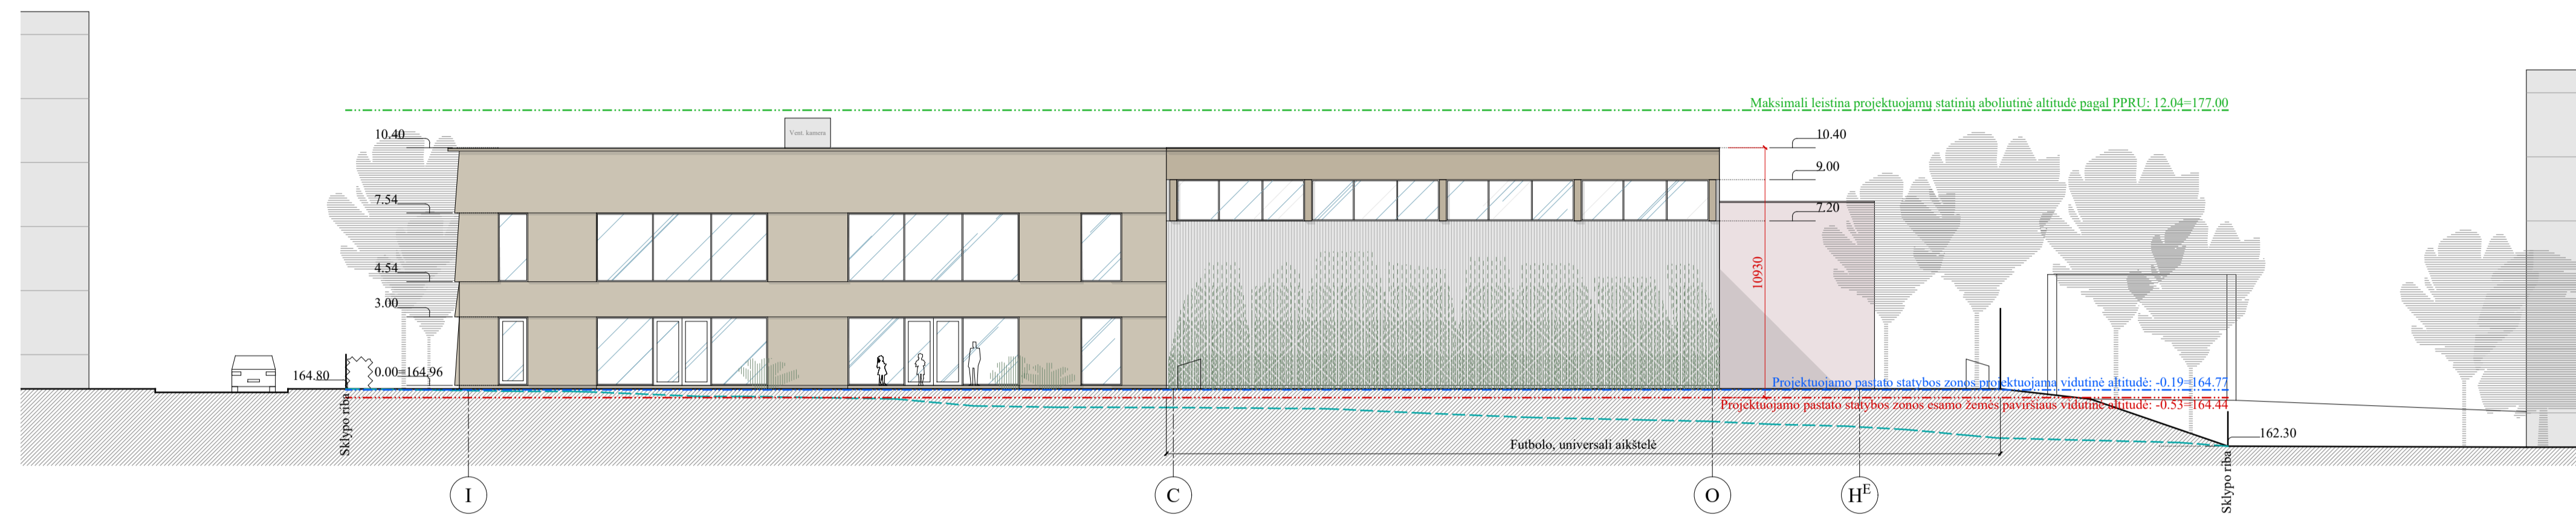 Maksimali leistina projektuojamų statinių aboliutinė altitudė pagal PPRU: 12.04=177.00
Vent. kamera
10.40
10.40
9.00
7.54
7.20
4.54
10930
3.00
164.80
0.00=164.96
Projektuojamo pastato statybos zonos projektuojama vidutinė altitudė: -0.19=164.77
Projektuojamo pastato statybos zonos esamo žemės paviršiaus vidutinė altitudė: -0.53=164.44
Sklypo riba
Futbolo, universali aikštelė
162.30
Sklypo riba
I
C
O
HE